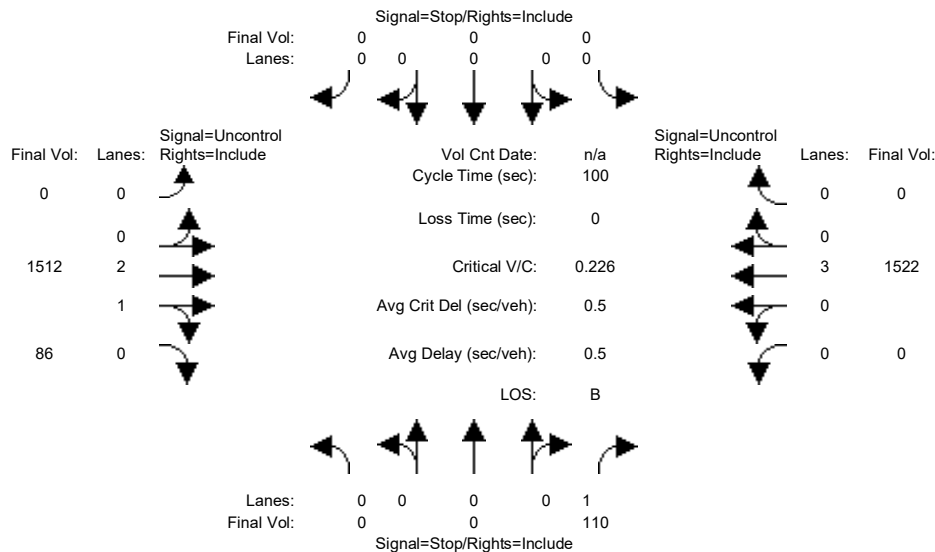 Signal=Stop/Rights=Include
Final Vol: 0 0 0
Lanes: 0 0 0 0 0
Signal=Uncontrol Signal=Uncontrol
Final Vol: Lanes: Rights=Include Vol Cnt Date: n/a Rights=Include Lanes: Final Vol:
Cycle Time (sec): 100
0 0 0 0
Loss Time (sec): 0
0 0
1512 2 Critical V/C: 0.226 3 1522
1 Avg Crit Del (sec/veh): 0.5 0
86 0 Avg Delay (sec/veh): 0.5 0 0
LOS: B
Lanes: 0 0 0 0 1
Final Vol: 0 0 110
Signal=Stop/Rights=Include